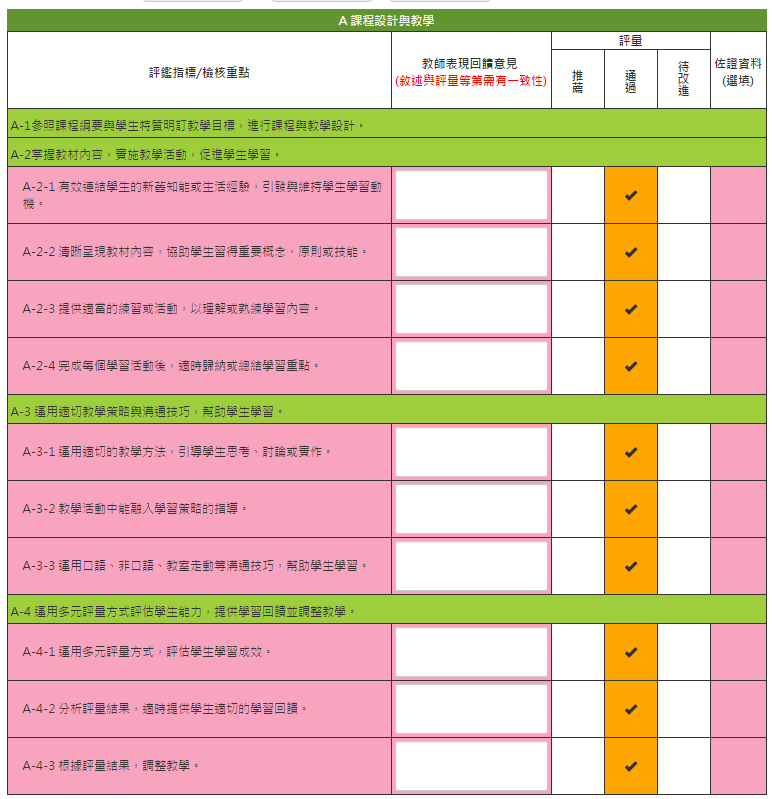 A 課程設計與教學
評鑑指標/檢核重點
教師表現回饋意見
(敘述與評量等第需有一致性)
評量
推薦
通過
待改進
佐證資料
(選填)
A-1參照課程綱要與學生特質明訂教學目標，進行課程與教學設計。
A-2掌握教材內容，實施教學活動，促進學生學習。
A-2-1 有效連結學生的新舊知能或生活經驗，引發與維持學生學習動
機。
A-2-2 清晰呈現教材內容，協助學生習得重要概念、原則或技能。
A-2-3 提供適當的練習或活動，以理解或熟練學習內容。
A-2-4 完成每個學習活動後，適時歸納或總結學習重點。
A-3 運用適切教學策略與溝通技巧，幫助學生學習。
A-3-1 運用適切的教學方法，引導學生思考、討論或實作。
A-3-2 教學活動中能融入學習策略的指導。
A-3-3 運用口語、非口語、教室走動等溝通技巧，幫助學生學習。
A-4 運用多元評量方式評估學生能力，提供學習回饋並調整教學。
A-4-1 運用多元評量方式，評估學生學習成效。
A-4-2 分析評量結果，適時提供學生適切的學習回饋。
A-4-3 根據評量結果，調整教學。